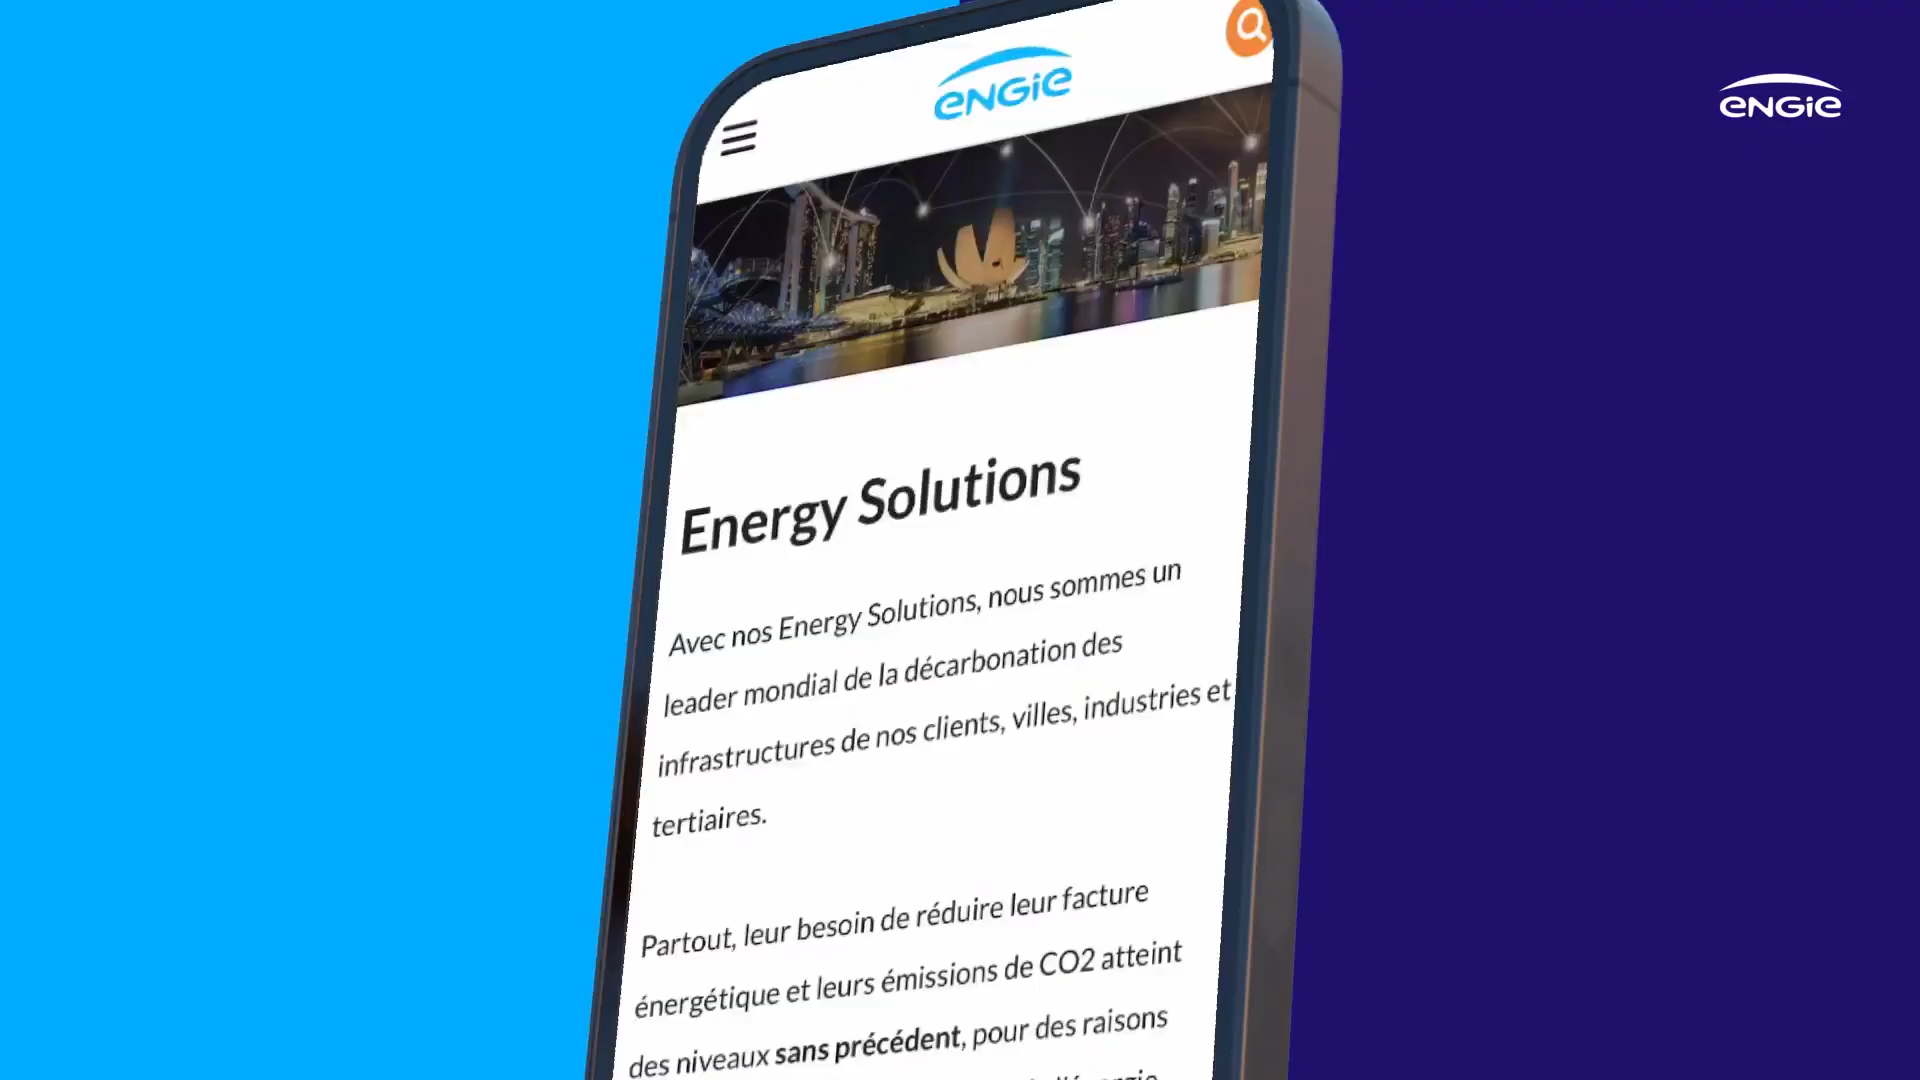 ENGIE
ENGIE
Energy Solutions
Avec nos Energy Solutions, nous sommes un
leader mondial de la décarbonation des
infrastructures de nos clients, villes, industries et
tertiaires.
Partout, leur besoin de réduire leur facture
énergétique et leurs émissions de CO2 atteint
des niveaux sans précédent, pour des raisons